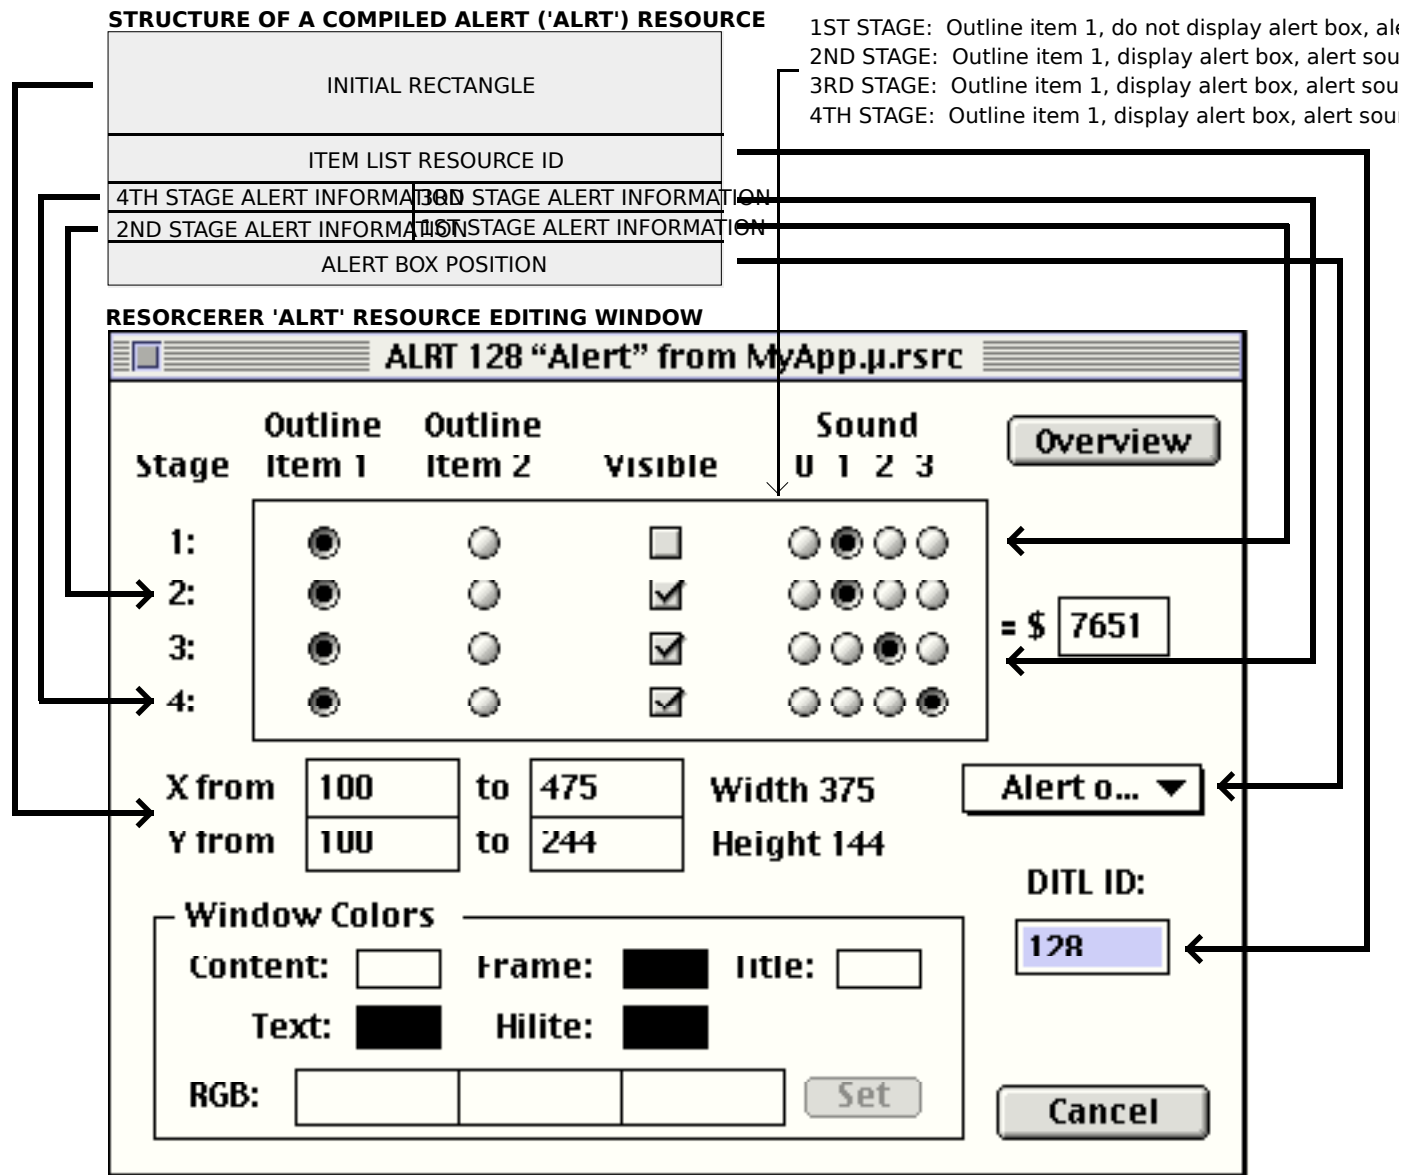 STRUCTURE OF A COMPILED ALERT ('ALRT') RESOURCE
INITIAL RECTANGLE
ITEM LIST RESOURCE ID
4TH STAGE ALERT INFORMATION
3RD STAGE ALERT INFORMATION
2ND STAGE ALERT INFORMATION
1ST STAGE ALERT INFORMATION
ALERT BOX POSITION
1ST STAGE: Outline item 1, do not display alert box,
2ND STAGE: Outline item 1, display alert box, alert
3RD STAGE: Outline item 1, display alert box, alert
4TH STAGE: Outline item 1, display alert box, alert
RESORCERER 'ALRT' RESOURCE EDITING WINDOW
ALRT 128 “Alert” from MyApp.µ.rsrc
Outline Outline Sound
Stage Item 1 Item 2 Visible 0 1 2 3
Overview
1:
2:
3:
4:
= $ 7651
X from 100 to 475 Width 375
Alert o...
Y from 100 to 244 Height 144
DITL ID:
128
Window Colors
Content: Frame: Title:
Text: Hilite:
RGB: Set
Cancel